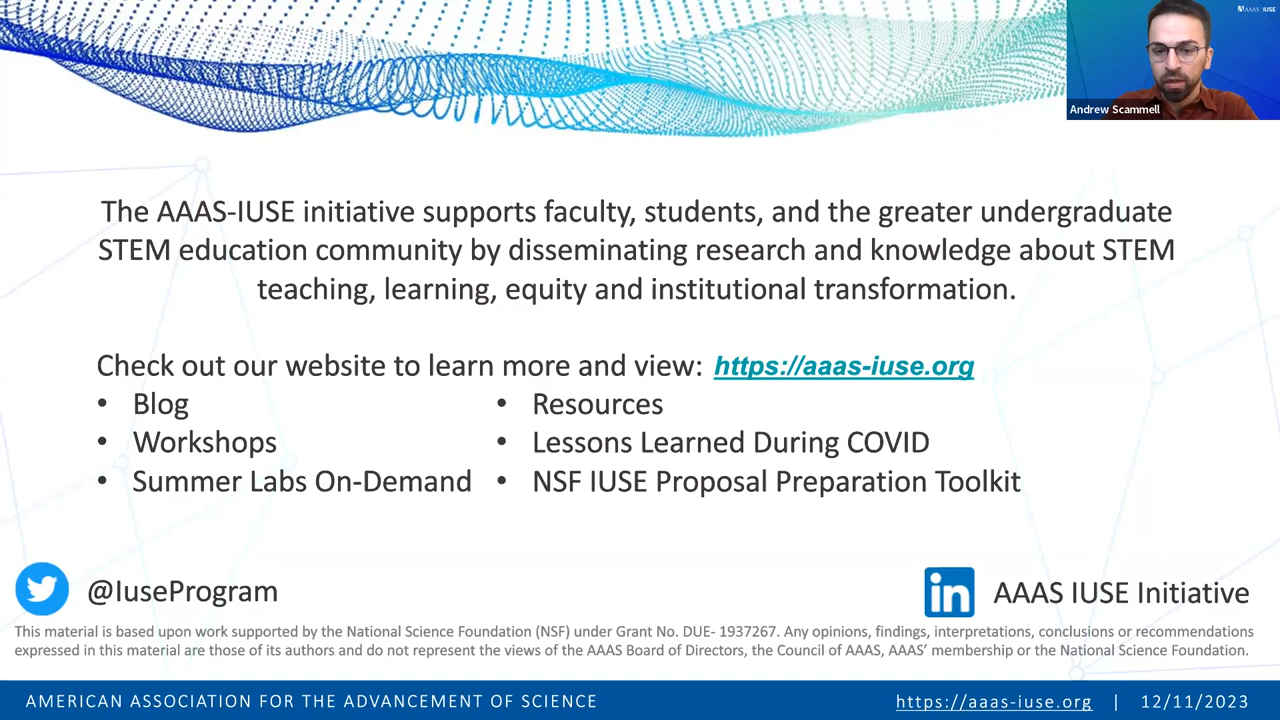 AAAS | IUSE
Andrew Scammell
The AAAS-IUSE initiative supports faculty, students, and the greater undergraduate
STEM education community by disseminating research and knowledge about STEM
teaching, learning, equity and institutional transformation.
Check out our website to learn more and view: https://aaas-iuse.org
• Blog
• Workshops
• Summer Labs On-Demand
• Resources
• Lessons Learned During COVID
• NSF IUSE Proposal Preparation Toolkit
@IuseProgram
in AAAS IUSE Initiative
This material is based upon work supported by the National Science Foundation (NSF) under Grant No. DUE- 1937267. Any opinions, findings, interpretations, conclusions or recommendations
expressed in this material are those of its authors and do not represent the views of the AAAS Board of Directors, the Council of AAAS, AAAS’ membership or the National Science Foundation.
AMERICAN ASSOCIATION FOR THE ADVANCEMENT OF SCIENCE
https://aaas-iuse.org | 12/11/2023